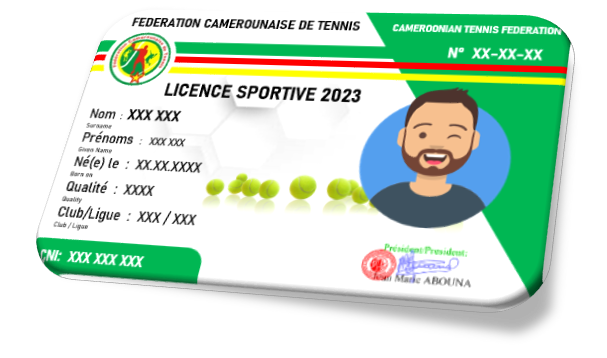 FEDERATION CAMEROUNAISE DE TENNIS
CAMEROONIAN TENNIS FEDERATION
N° XX-XX-XX
LICENCE SPORTIVE 2023
Nom : XXX XXX
Surname
Prénoms : XXX XXX
Given Name
Né(e) le : XX.XX.XXXX
Born on
Qualité : XXXX
Quality
Club/Ligue : XXX / XXX
Club / Ligue
CNI: XXX XXX XXX
Président/President:
Marie ABOUNA